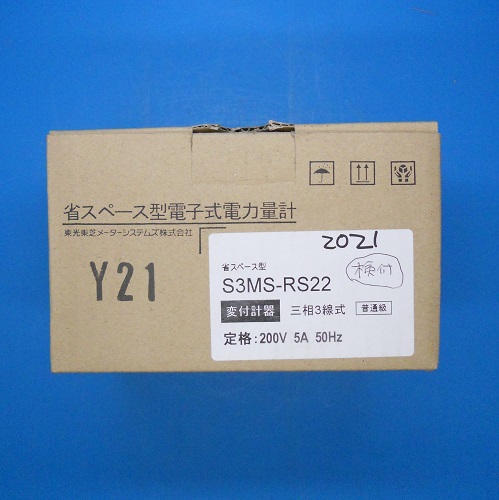 省スペース型電子式電力量計
東光東芝メーターシステムズ株式会社
Y21
2021
省スペース型
検付
S3MS-RS22
変付計器 三相3線式 普通級
定格:200V 5A 50Hz